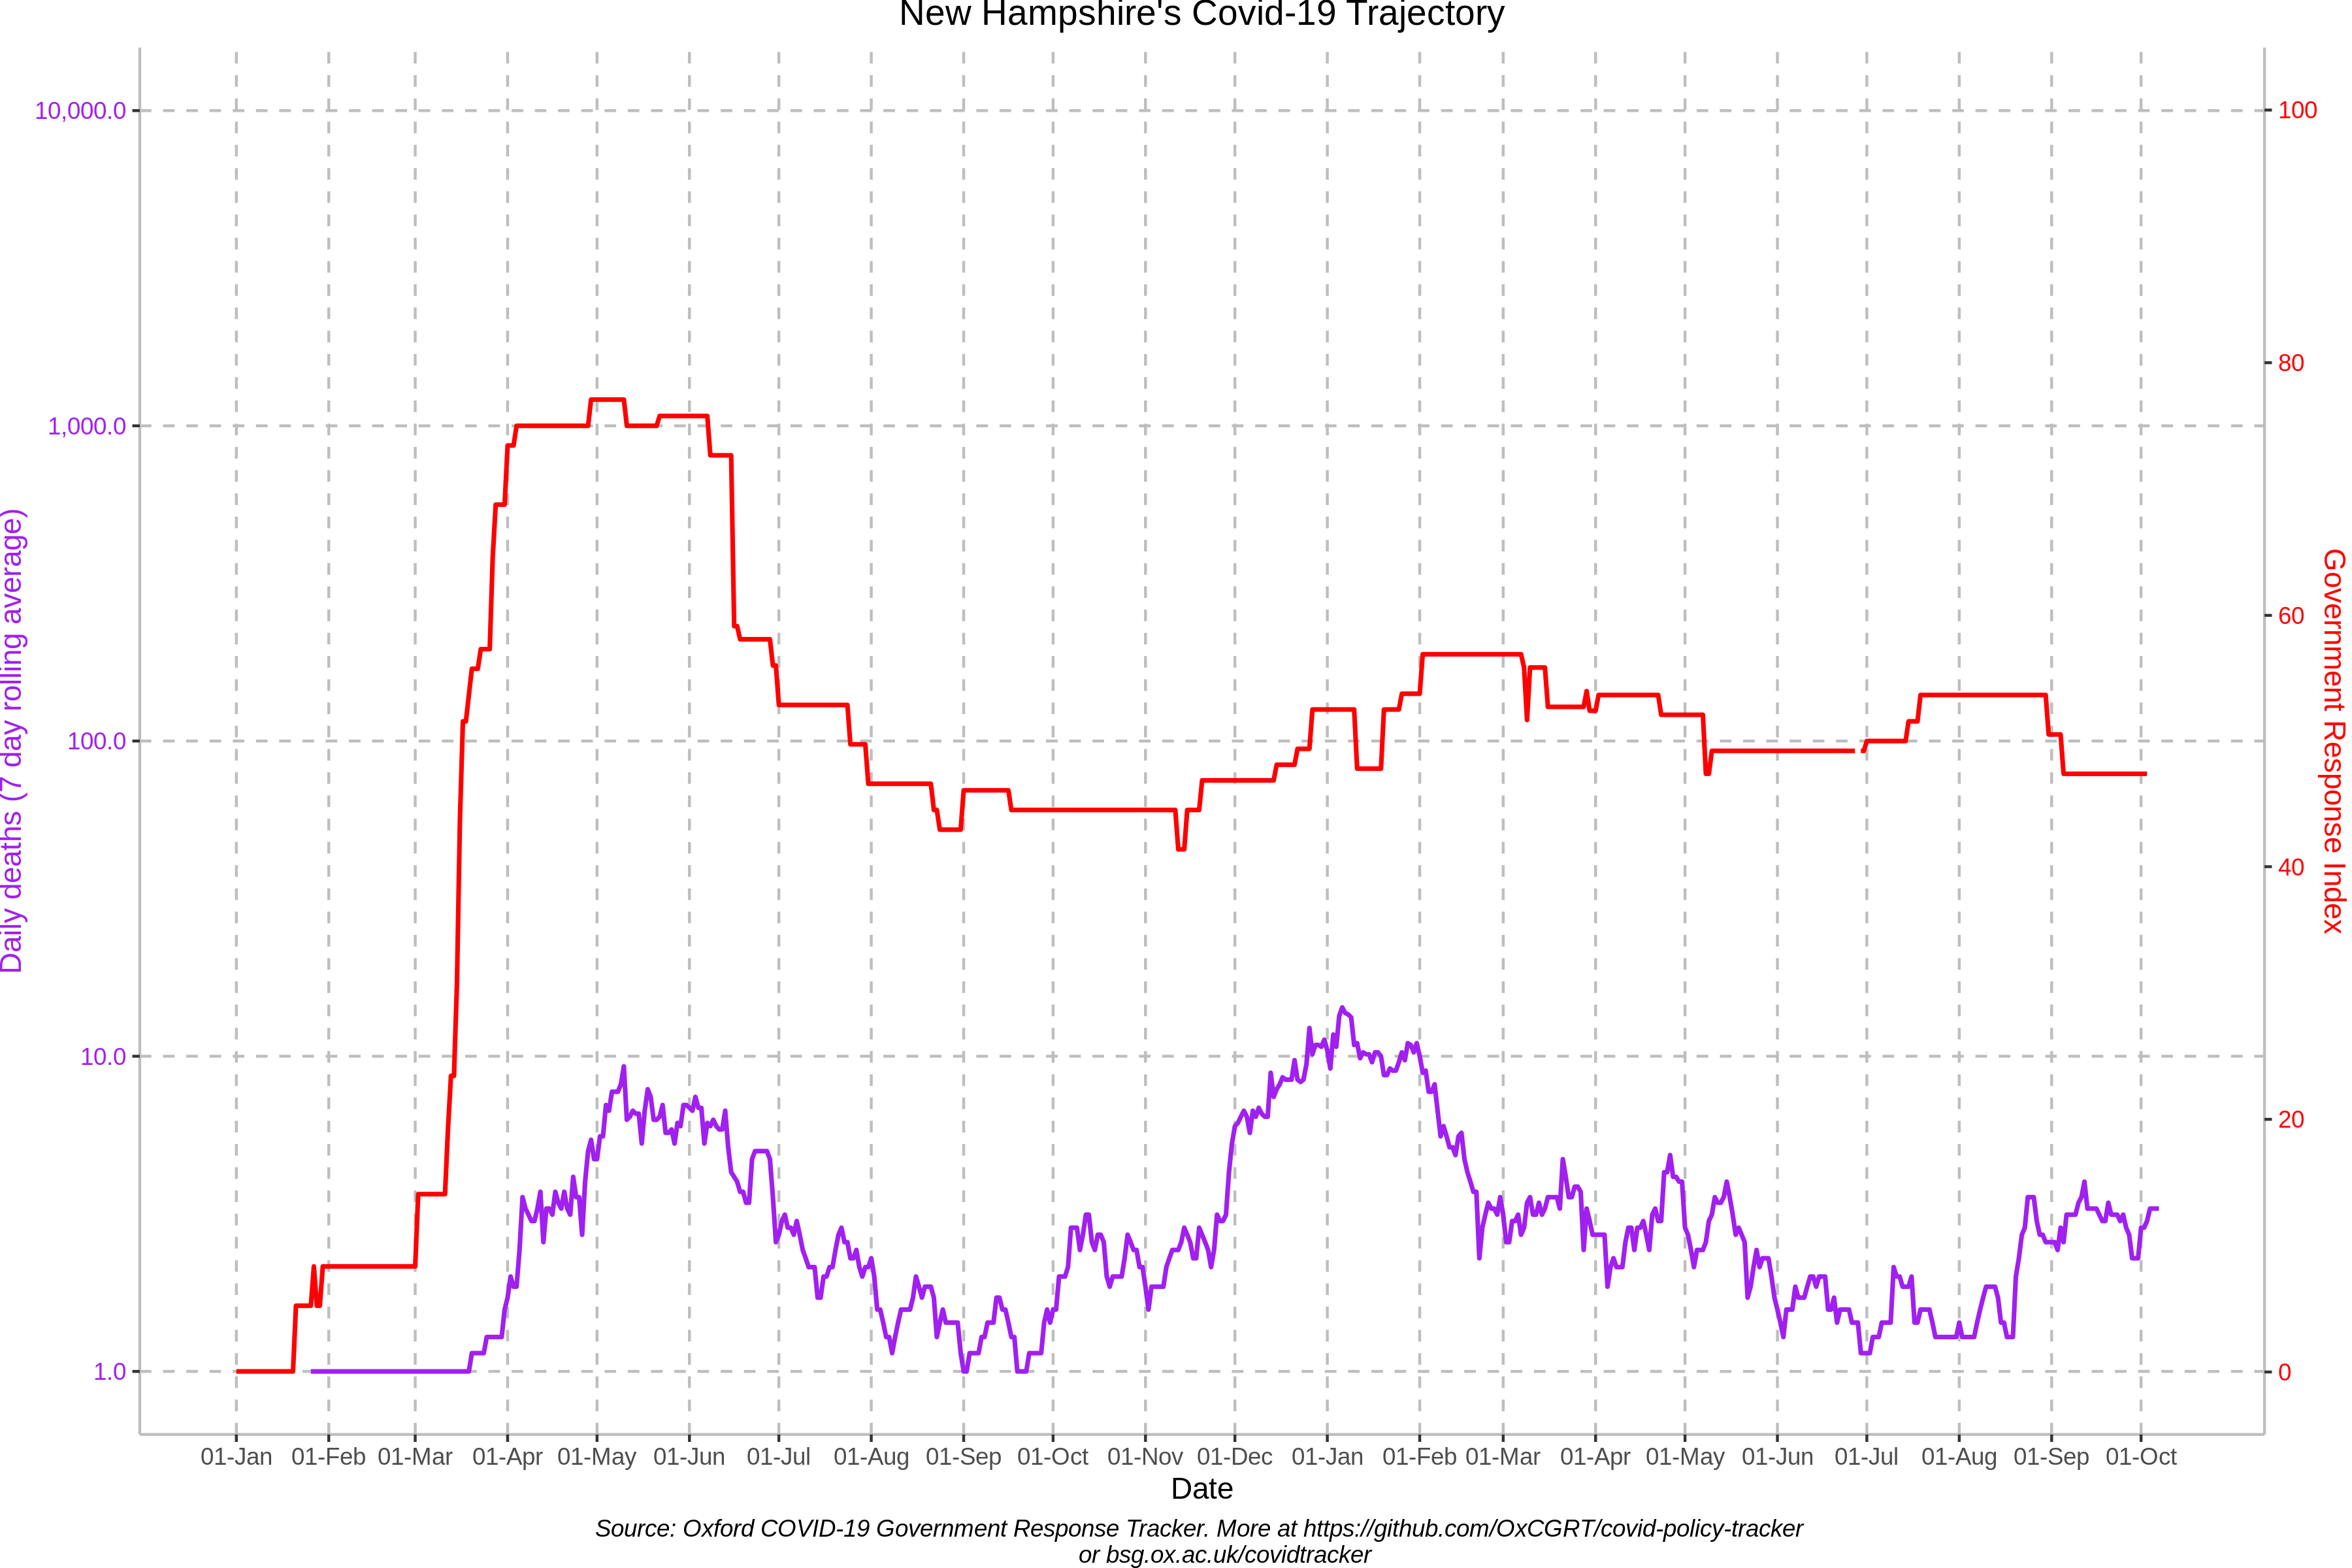 New Hampshire's Covid-19 Trajectory
10,000.0
1,000.0
100.0
10.0
1.0
Daily deaths (7 day rolling average)
100
80
60
40
20
0
Government Response Index
01-Jan 01-Feb 01-Mar 01-Apr 01-May 01-Jun 01-Jul 01-Aug 01-Sep 01-Oct 01-Nov 01-Dec 01-Jan 01-Feb 01-Mar 01-Apr 01-May 01-Jun 01-Jul 01-Aug 01-Sep 01-Oct
Date
Source: Oxford COVID-19 Government Response Tracker. More at https://github.com/OxCGRT/covid-policy-tracker
or bsg.ox.ac.uk/covidtracker